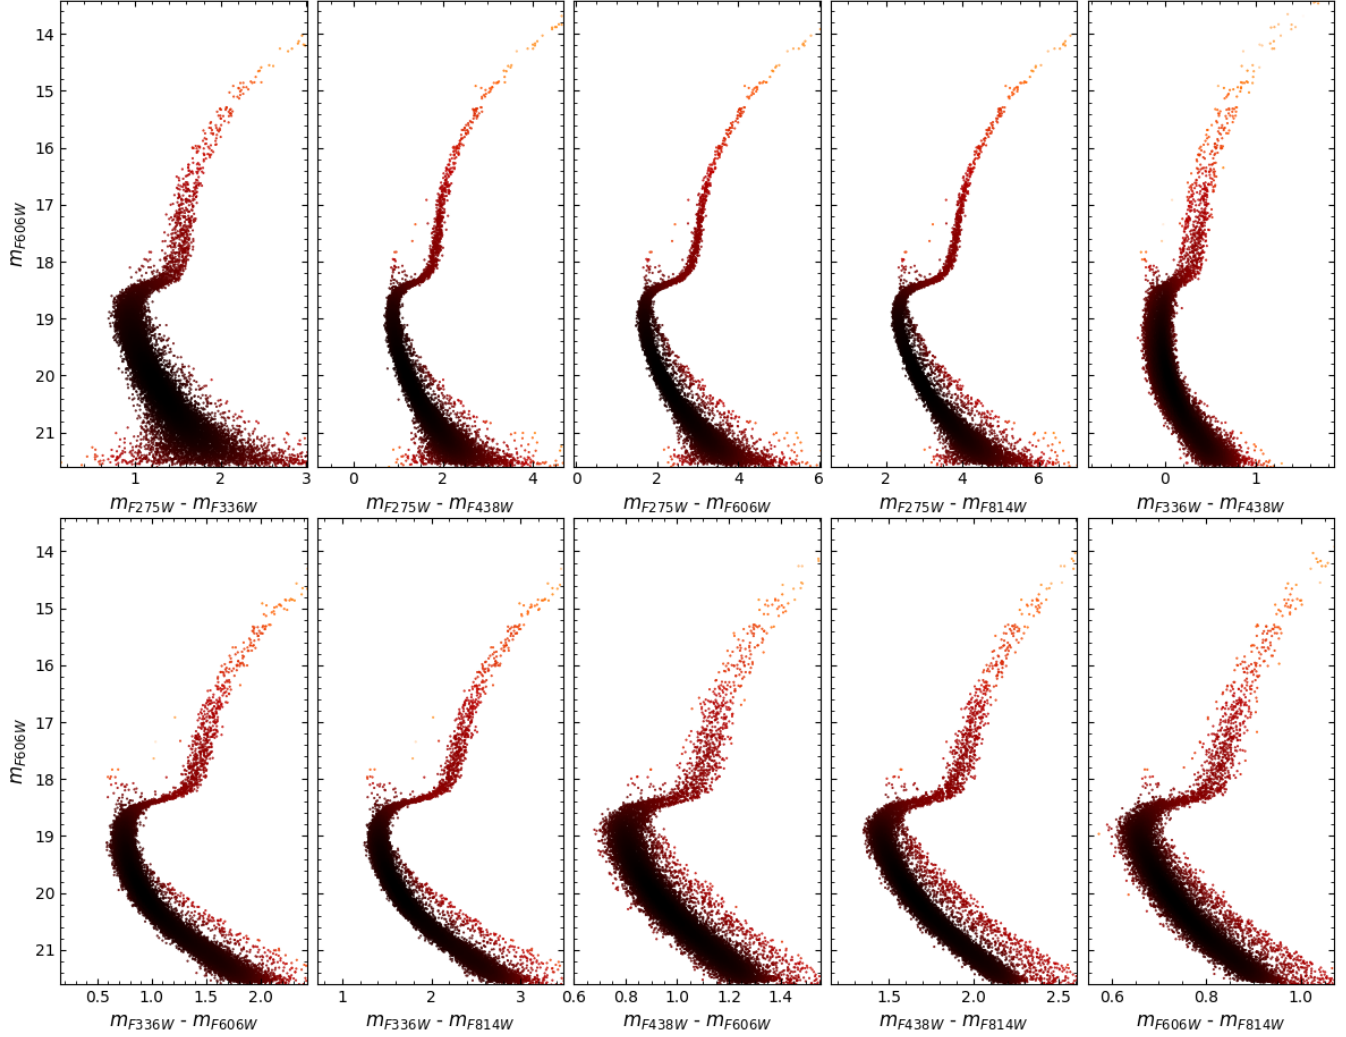 14
15
16
17
18
19
20
21
m_F606W
1 2 3
0 2 4
0 2 4 6
2 4 6
0 1
m_F275W - m_F336W
m_F275W - m_F438W
m_F275W - m_F606W
m_F275W - m_F814W
m_F336W - m_F438W
14
15
16
17
18
19
20
21
m_F606W
0.5 1.0 1.5 2.0
1 2 3
0.6 0.8 1.0 1.2 1.4
1.5 2.0 2.5
0.6 0.8 1.0
m_F336W - m_F606W
m_F336W - m_F814W
m_F438W - m_F606W
m_F438W - m_F814W
m_F606W - m_F814W